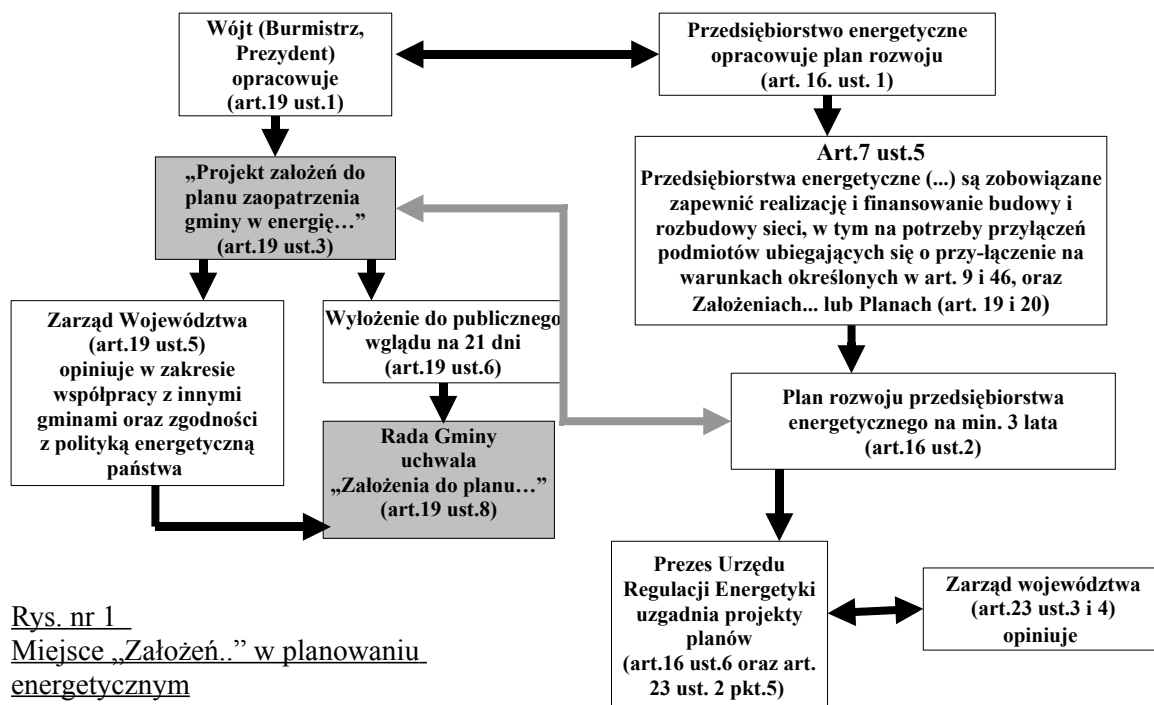 Wójt (Burmistrz,
Prezydent)
opracowuje
(art.19 ust.1)
Przedsiębiorstwo energetyczne
opracowuje plan rozwoju
(art. 16. ust. 1)
„Projekt założeń do
planu zaopatrzenia
gminy w energię…”
(art.19 ust.3)
Art.7 ust.5
Przedsiębiorstwa energetyczne (...) są zobowiązane
zapewnić realizację i finansowanie budowy i
rozbudowy sieci, w tym na potrzeby przyłączeń
podmiotów ubiegających się o przy-łączenie na
warunkach określonych w art. 9 i 46, oraz
Założeniach... lub Planach (art. 19 i 20)
Zarząd Województwa
(art.19 ust.5)
opiniuje w zakresie
współpracy z innymi
gminami oraz zgodności
z polityką energetyczną
państwa
Wyłożenie do publicznego
wglądu na 21 dni
(art.19 ust.6)
Rada Gminy
uchwala
„Założenia do planu…”
(art.19 ust.8)
Plan rozwoju przedsiębiorstwa
energetycznego na min. 3 lata
(art.16 ust.2)
Prezes Urzędu
Regulacji Energetyki
uzgadnia projekty
planów
(art.16 ust.6 oraz art.
23 ust. 2 pkt.5)
Zarząd województwa
(art.23 ust.3 i 4)
opiniuje
Rys. nr 1
Miejsce „Założeń..” w planowaniu
energetycznym